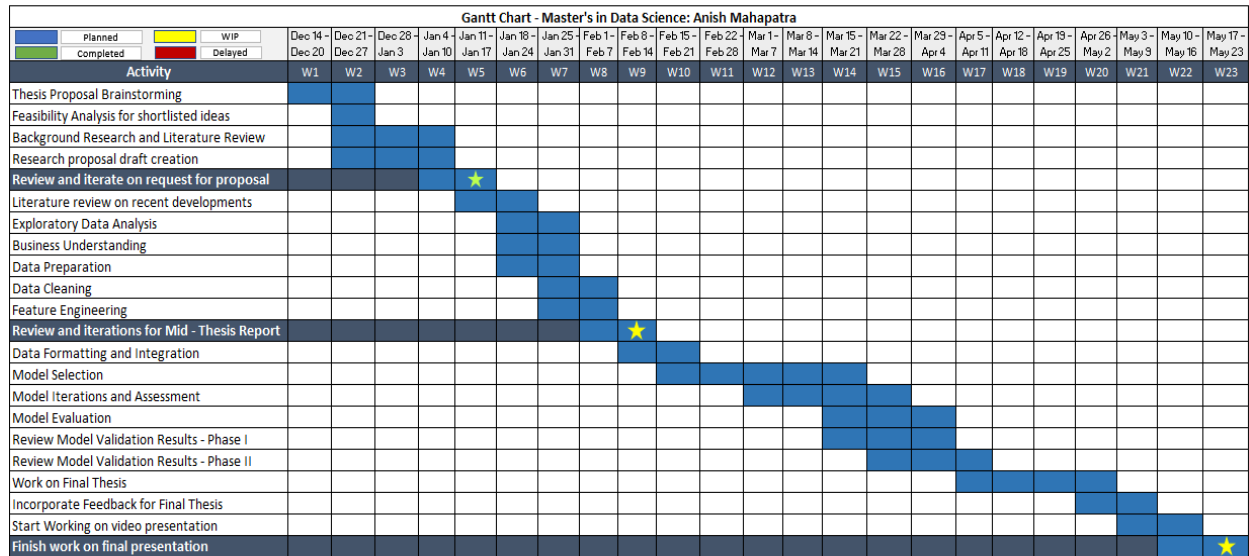 Gantt Chart - Master's in Data Science: Anish Mahapatra
Planned WIP Dec 14 - Dec 21 - Dec 28 - Jan 4 - Jan 11 - Jan 18 - Jan 25 - Feb 1 - Feb 8 - Feb 15 - Feb 22 - Mar 1 - Mar 8 - Mar 15 - Mar 22 - Mar 29 - Apr 5 - Apr 12 - Apr 19 - Apr 26 - May 3 - May 10 - May 17 -
Completed Delayed Dec 20 Dec 27 Jan 3 Jan 10 Jan 17 Jan 24 Jan 31 Feb 7 Feb 14 Feb 21 Feb 28 Mar 7 Mar 14 Mar 21 Mar 28 Apr 4 Apr 11 Apr 18 Apr 25 May 2 May 9 May 16 May 23
Activity W1 W2 W3 W4 W5 W6 W7 W8 W9 W10 W11 W12 W13 W14 W15 W16 W17 W18 W19 W20 W21 W22 W23
Thesis Proposal Brainstorming
Feasibility Analysis for shortlisted ideas
Background Research and Literature Review
Research proposal draft creation
Review and iterate on request for proposal
Literature review on recent developments
Exploratory Data Analysis
Business Understanding
Data Preparation
Data Cleaning
Feature Engineering
Review and iterations for Mid - Thesis Report
Data Formatting and Integration
Model Selection
Model Iterations and Assessment
Model Evaluation
Review Model Validation Results - Phase I
Review Model Validation Results - Phase II
Work on Final Thesis
Incorporate Feedback for Final Thesis
Start Working on video presentation
Finish work on final presentation